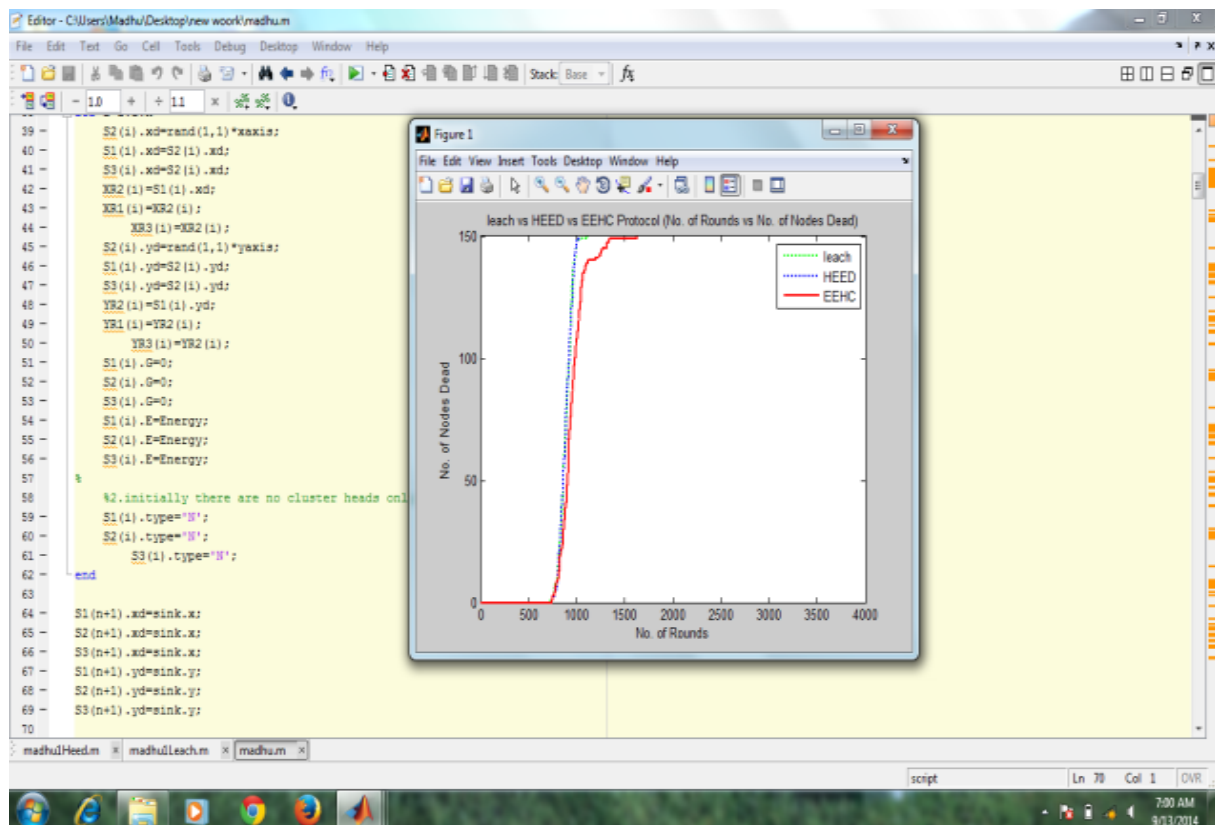 Editor - C:\Users\Madhu\Desktop\new woork\madhu.m
File Edit Text Go Cell Tools Debug Desktop Window Help
Stack: Base fx
- 1.0 + ÷ 1.1 ×
39 - S2(i).xd=rand(1,1)*xaxis;
40 - S1(i).xd=S2(i).xd;
41 - S3(i).xd=S2(i).xd;
42 - XR2(i)=S1(i).xd;
43 - XR1(i)=XR2(i);
44 - XR3(i)=XR2(i);
45 - S2(i).yd=rand(1,1)*yaxis;
46 - S1(i).yd=S2(i).yd;
47 - S3(i).yd=S2(i).yd;
48 - YR2(i)=S1(i).yd;
49 - YR1(i)=YR2(i);
50 - YR3(i)=YR2(i);
51 - S1(i).G=0;
52 - S2(i).G=0;
53 - S3(i).G=0;
54 - S1(i).E=Energy;
55 - S2(i).E=Energy;
56 - S3(i).E=Energy;
57 %
58 %2.initially there are no cluster heads onl
59 - S1(i).type='N';
60 - S2(i).type='N';
61 - S3(i).type='N';
62 - end
63
64 - S1(n+1).xd=sink.x;
65 - S2(n+1).xd=sink.x;
66 - S3(n+1).xd=sink.x;
67 - S1(n+1).yd=sink.y;
68 - S2(n+1).yd=sink.y;
69 - S3(n+1).yd=sink.y;
70
Figure 1
File Edit View Insert Tools Desktop Window Help
leach vs HEED vs EEHC Protocol (No. of Rounds vs No. of Nodes Dead)
150
100
50
0
No. of Nodes Dead
leach
HEED
EEHC
0 500 1000 1500 2000 2500 3000 3500 4000
No. of Rounds
madhu1Heed.m × madhu1Leach.m × madhu.m ×
script Ln 70 Col 1 OVR
7:00 AM
9/13/2014